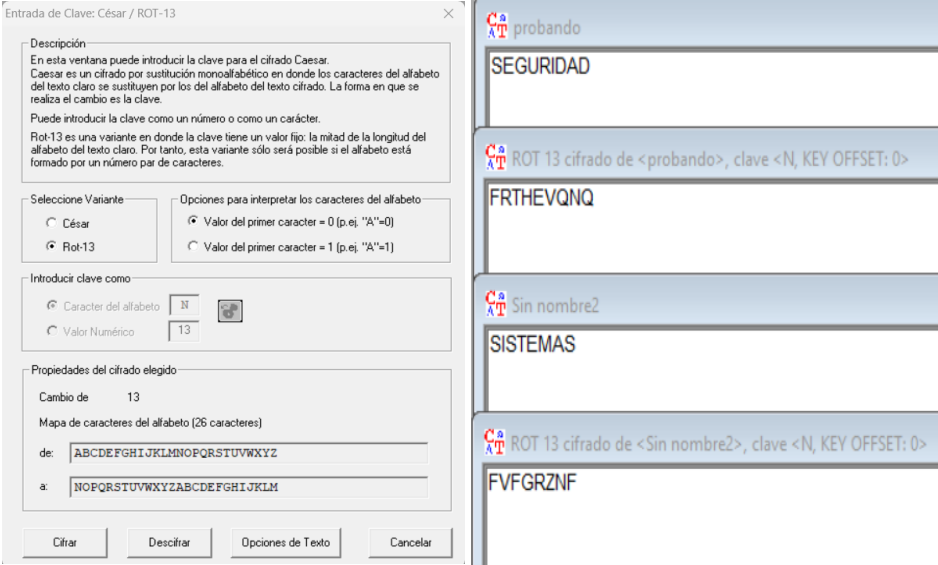 Entrada de Clave: César / ROT-13
Descripción
En esta ventana puede introducir la clave para el cifrado Caesar.
Caesar es un cifrado por sustitución monoalfabético en donde los caracteres del alfabeto
del texto claro se sustituyen por los del alfabeto del texto cifrado. La forma en que se
realiza el cambio es la clave.
Puede introducir la clave como un número o como un carácter.
Rot-13 es una variante en donde la clave tiene un valor fijo: la mitad de la longitud del
alfabeto del texto claro. Por tanto, esta variante sólo será posible si el alfabeto está
formado por un número par de caracteres.
Seleccione Variante
César
Rot-13
Opciones para interpretar los caracteres del alfabeto
Valor del primer caracter = 0 (p.ej. "A"=0)
Valor del primer caracter = 1 (p.ej. "A"=1)
Introducir clave como
Caracter del alfabeto N
Valor Numérico 13
Propiedades del cifrado elegido
Cambio de 13
Mapa de caracteres del alfabeto (26 caracteres)
de: ABCDEFGHIJKLMNOPQRSTUVWXYZ
a: NOPQRSTUVWXYZABCDEFGHIJKLM
Cifrar Descifrar Opciones de Texto Cancelar
probando
SEGURIDAD
ROT 13 cifrado de <probando>, clave <N, KEY OFFSET: 0>
FRTHEVQNQ
Sin nombre2
SISTEMAS
ROT 13 cifrado de <Sin nombre2>, clave <N, KEY OFFSET: 0>
FVFGRZNF